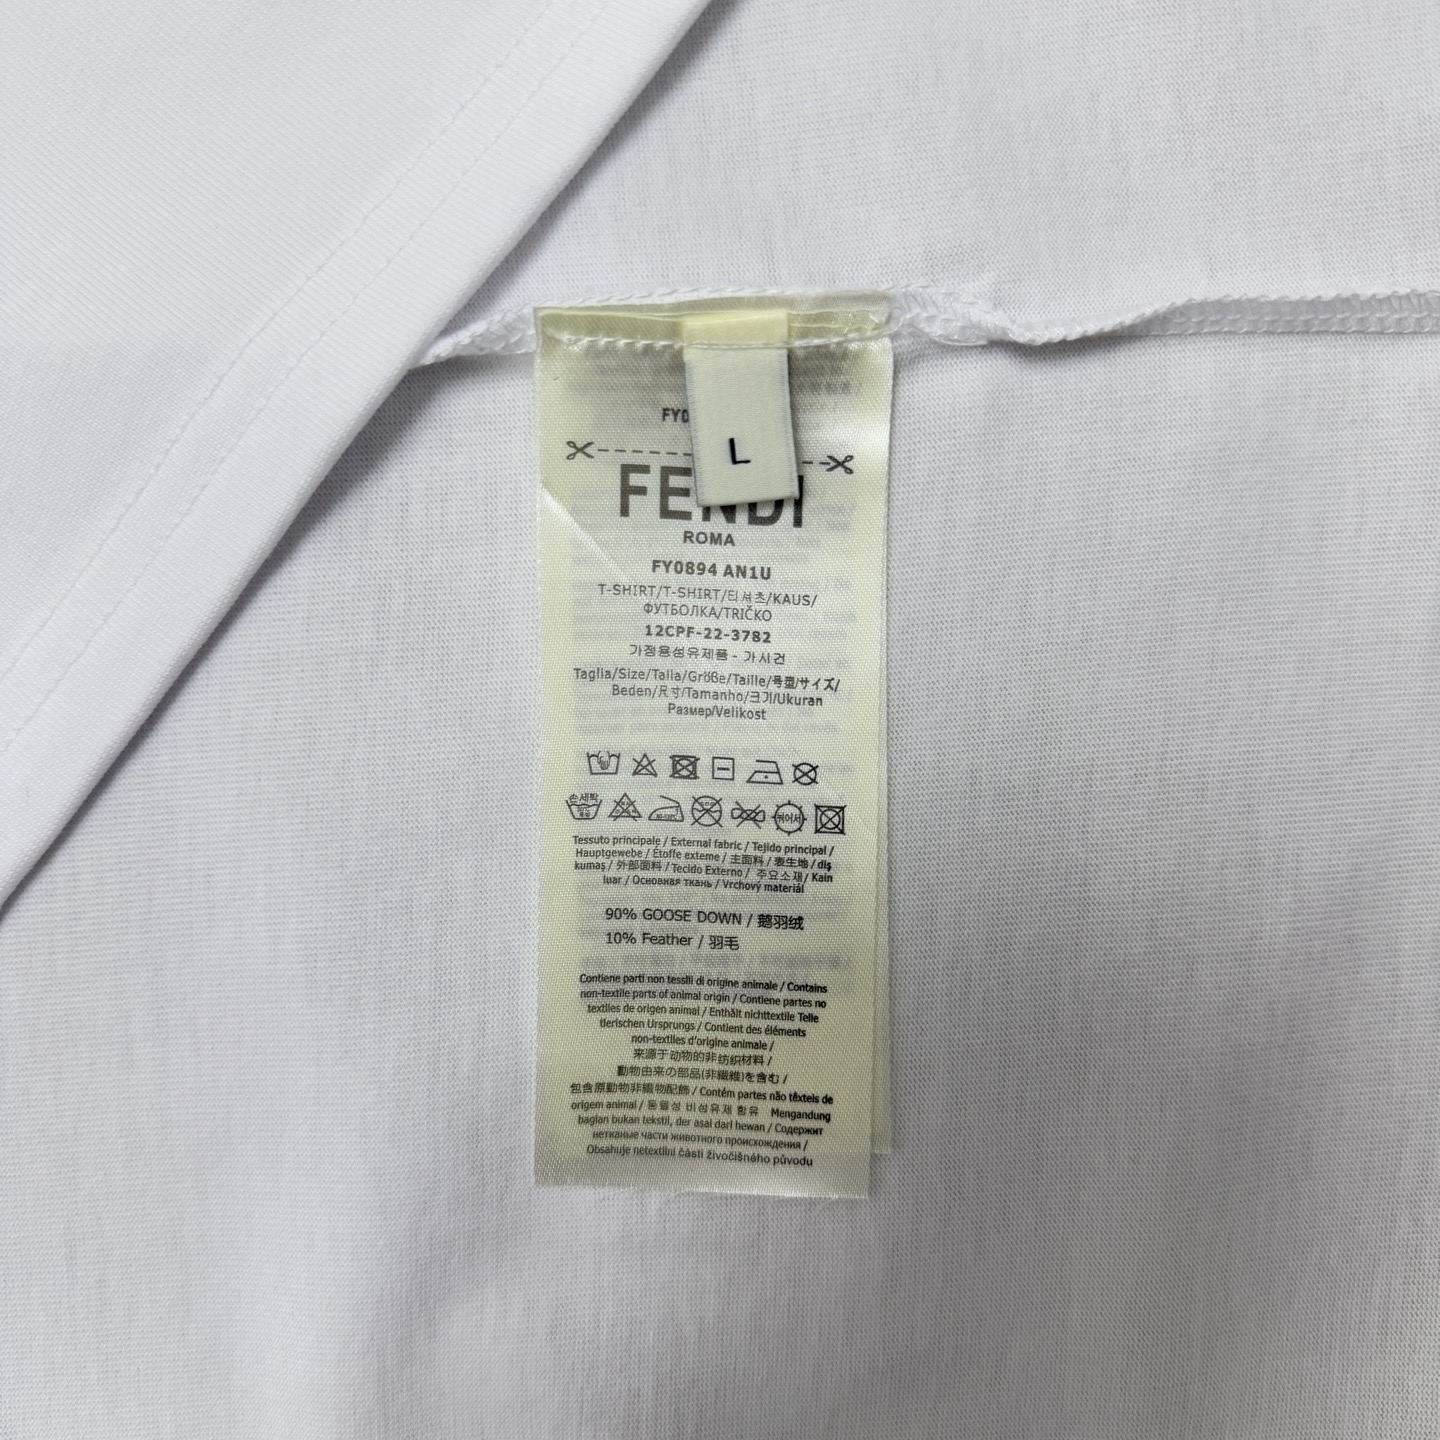 FY0
L
FENDI
ROMA
FY0894 AN1U
T-SHIRT/T-SHIRT/티셔츠/KAUS/
ФУТБОЛКА/TRIČKO
12CPF-22-3782
가정용섬유제품 - 가시건
Taglia/Size/Talla/Größe/Taille/号型/サイズ/
Beden/尺寸/Tamanho/크기/Ukuran
Размер/Velikost
손세탁
Tessuto principale / External fabric / Tejido principal /
Hauptgewebe / Étoffe externe / 主面料 / 表生地 / dış
kumaş / 外部面料 / Tecido Externo / 주요소재/ Kain
luar / Основная ткань / Vrchový materiál
90% GOOSE DOWN / 鹅羽绒
10% Feather / 羽毛
Contiene parti non tessili di origine animale / Contains
non-textile parts of animal origin / Contiene partes no
textiles de origen animal / Enthält nichttextile Telle
tierischen Ursprungs / Contient des éléments
non-textiles d'origine animale /
来源于动物的非纺织材料 /
動物由来の部品(非繊維)を含む /
包含原動物非織物配飾 / Contém partes não têxteis de
origem animal / 동물성 비섬유제 함유 Mengandung
bagian bukan tekstil, der asal dari hewan / Содержит
нетканые части животного происхождения /
Obsahuje netextilní části živočišného původu